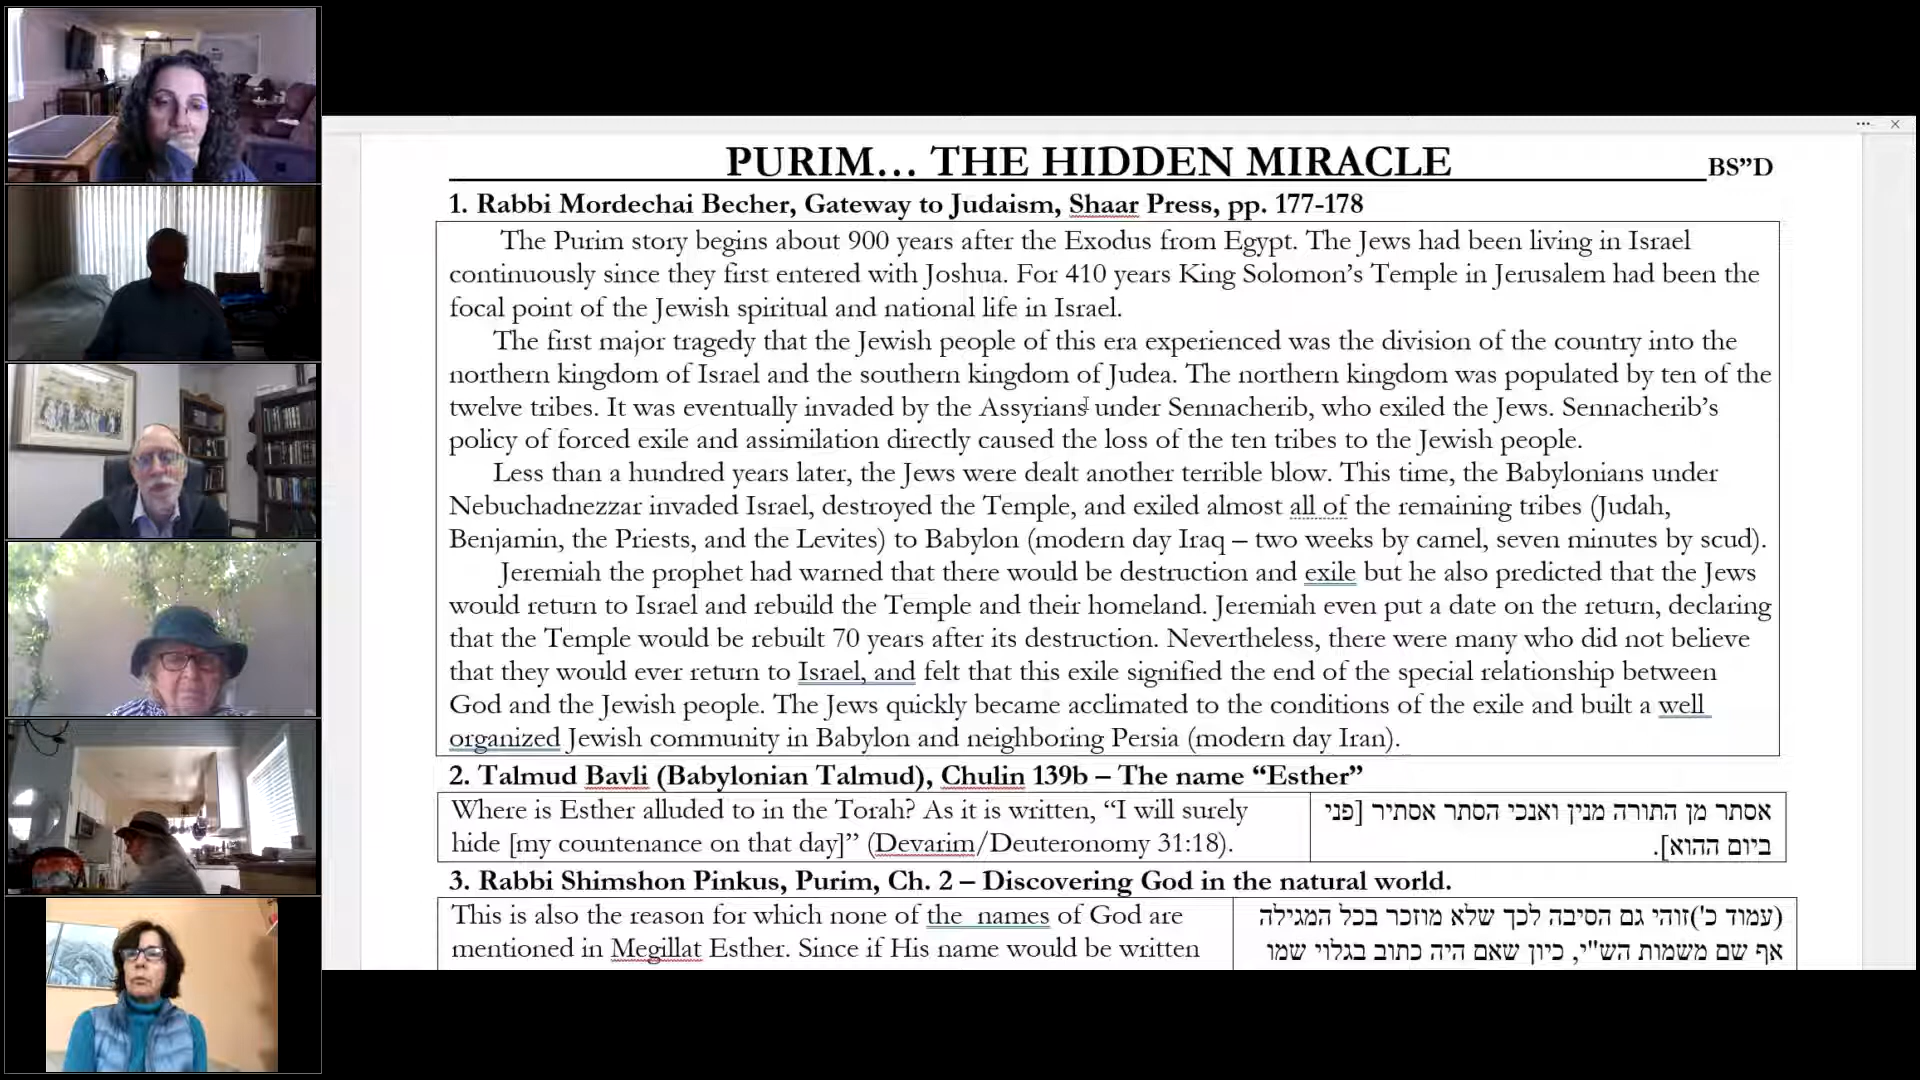 PURIM… THE HIDDEN MIRACLE
BS”D
1. Rabbi Mordechai Becher, Gateway to Judaism, Shaar Press, pp. 177-178
The Purim story begins about 900 years after the Exodus from Egypt. The Jews had been living in Israel
continuously since they first entered with Joshua. For 410 years King Solomon’s Temple in Jerusalem had been the
focal point of the Jewish spiritual and national life in Israel.
The first major tragedy that the Jewish people of this era experienced was the division of the country into the
northern kingdom of Israel and the southern kingdom of Judea. The northern kingdom was populated by ten of the
twelve tribes. It was eventually invaded by the Assyrians under Sennacherib, who exiled the Jews. Sennacherib’s
policy of forced exile and assimilation directly caused the loss of the ten tribes to the Jewish people.
Less than a hundred years later, the Jews were dealt another terrible blow. This time, the Babylonians under
Nebuchadnezzar invaded Israel, destroyed the Temple, and exiled almost all of the remaining tribes (Judah,
Benjamin, the Priests, and the Levites) to Babylon (modern day Iraq – two weeks by camel, seven minutes by scud).
Jeremiah the prophet had warned that there would be destruction and exile but he also predicted that the Jews
would return to Israel and rebuild the Temple and their homeland. Jeremiah even put a date on the return, declaring
that the Temple would be rebuilt 70 years after its destruction. Nevertheless, there were many who did not believe
that they would ever return to Israel, and felt that this exile signified the end of the special relationship between
God and the Jewish people. The Jews quickly became acclimated to the conditions of the exile and built a well
organized Jewish community in Babylon and neighboring Persia (modern day Iran).
2. Talmud Bavli (Babylonian Talmud), Chulin 139b – The name “Esther”
Where is Esther alluded to in the Torah? As it is written, “I will surely
hide [my countenance on that day]” (Devarim/Deuteronomy 31:18).
אסתר מן התורה מנין ואנכי הסתר אסתיר [פני
ביום ההוא].
3. Rabbi Shimshon Pinkus, Purim, Ch. 2 – Discovering God in the natural world.
This is also the reason for which none of the names of God are
mentioned in Megillat Esther. Since if His name would be written
(עמוד כ')זוהי גם הסיבה לכך שלא מוזכר בכל המגילה
אף שם משמות הש"י, כיון שאם היה כתוב בגלוי שמו